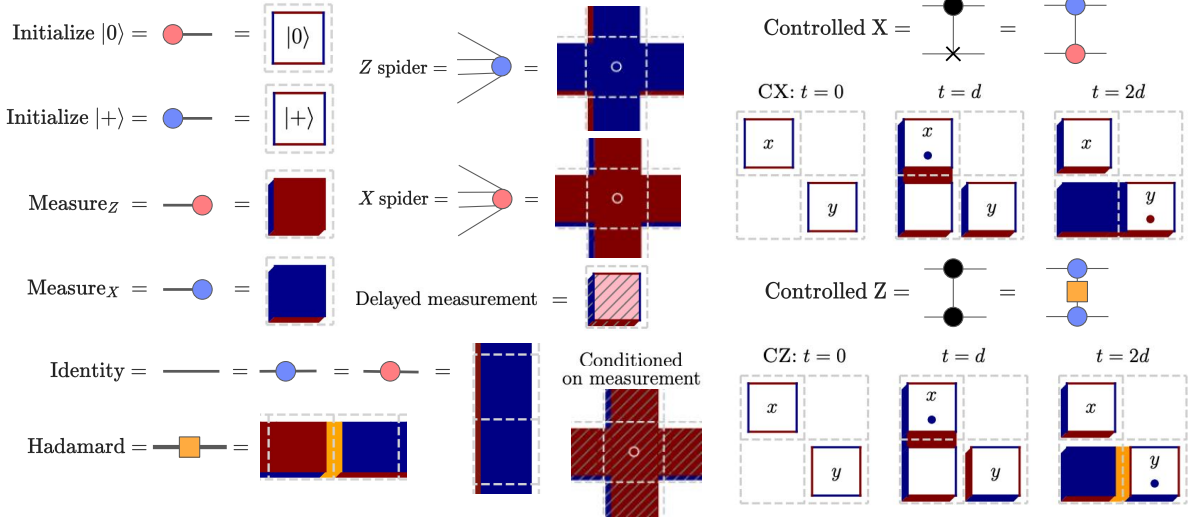 Initialize |0⟩ = = |0⟩
Initialize |+⟩ = = |+⟩
Measure_Z = =
Measure_X = =
Identity = = = =
Hadamard = =
Z spider = =
X spider = =
Delayed measurement =
Conditioned
on measurement
Controlled X = =
CX: t = 0 t = d t = 2d
x x x
y y y
Controlled Z = =
CZ: t = 0 t = d t = 2d
x x x
y y y